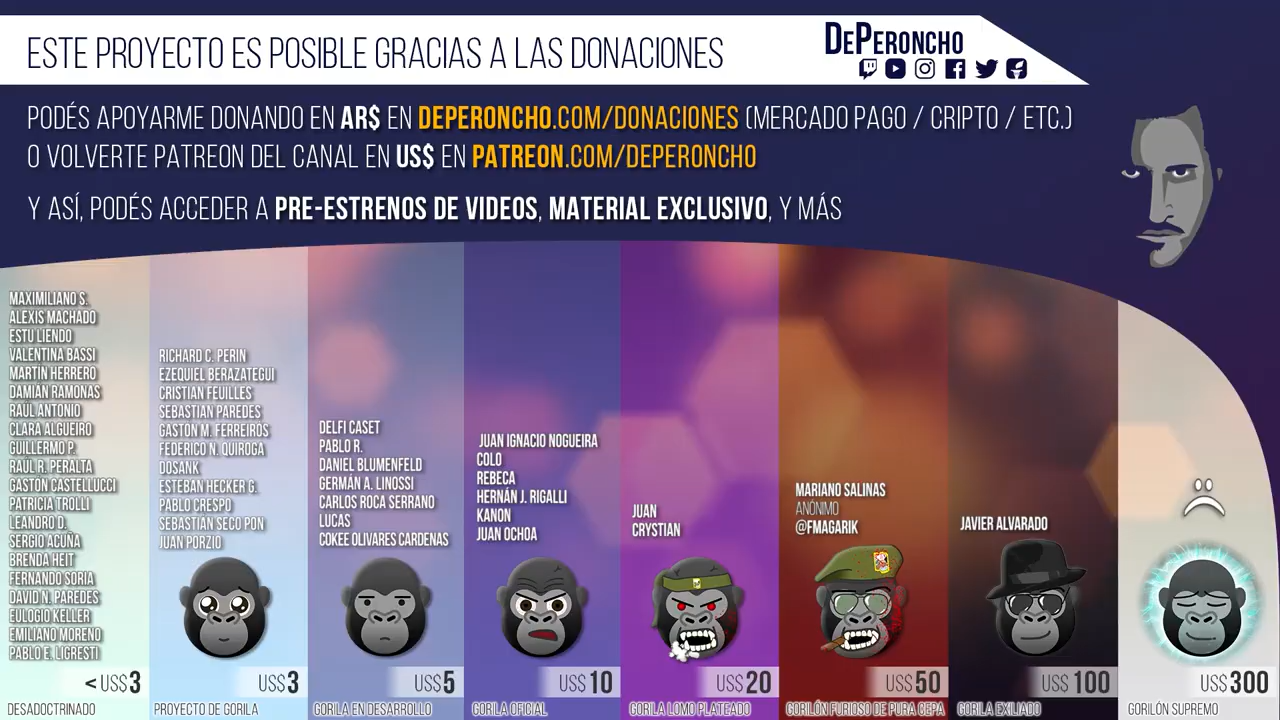 ESTE PROYECTO ES POSIBLE GRACIAS A LAS DONACIONES
DEPERONCHO
PODÉS APOYARME DONANDO EN AR$ EN DEPERONCHO.COM/DONACIONES (MERCADO PAGO / CRIPTO / ETC.)
O VOLVERTE PATREON DEL CANAL EN US$ EN PATREON.COM/DEPERONCHO
Y ASÍ, PODÉS ACCEDER A PRE-ESTRENOS DE VIDEOS, MATERIAL EXCLUSIVO, Y MÁS
MAXIMILIANO S.
ALEXIS MACHADO
ESTU LIENDO
VALENTINA BASSI
MARTÍN HERRERO
DAMIÁN RAMONAS
RAUL ANTONIO
CLARA ALGUEIRO
GUILLERMO P.
RAÚL R. PERALTA
GASTÓN CASTELLUCCI
PATRICIA TROLLI
LEANDRO D.
SERGIO ACUÑA
BRENDA HEIT
FERNANDO SORIA
DAVID N. PAREDES
EULOGIO KELLER
EMILIANO MORENO
PABLO E. LIGRESTI
< US$3
DESADOCTRINADO
RICHARD C. PERIN
EZEQUIEL BERAZATEGUI
CRISTIAN FEUILLES
SEBASTIAN PAREDES
GASTON M. FERREIRÓS
FEDERICO N. QUIROGA
DOSANK
ESTEBAN HECKER G.
PABLO CRESPO
SEBASTIÁN SECO PON
JUAN PORZIO
US$3
PROYECTO DE GORILA
DELFI CASET
PABLO R.
DANIEL BLUMENFELD
GERMÁN A. LINOSSI
CARLOS ROCA SERRANO
LUCAS
COKEE OLIVARES CARDENAS
US$5
GORILA EN DESARROLLO
JUAN IGNACIO NOGUEIRA
COLO
REBECA
HERNÁN J. RIGALLI
KANON
JUAN OCHOA
US$ 10
GORILA OFICIAL
JUAN
CRYSTIAN
US$20
GORILA LOMO PLATEADO
MARIANO SALINAS
ANÓNIMO
@FMAGARIK
US$50
GORILÓN FURIOSO DE PURA CEPA
JAVIER ALVARADO
US$ 100
GORILA EXILIADO
US$ 300
GORILÓN SUPREMO